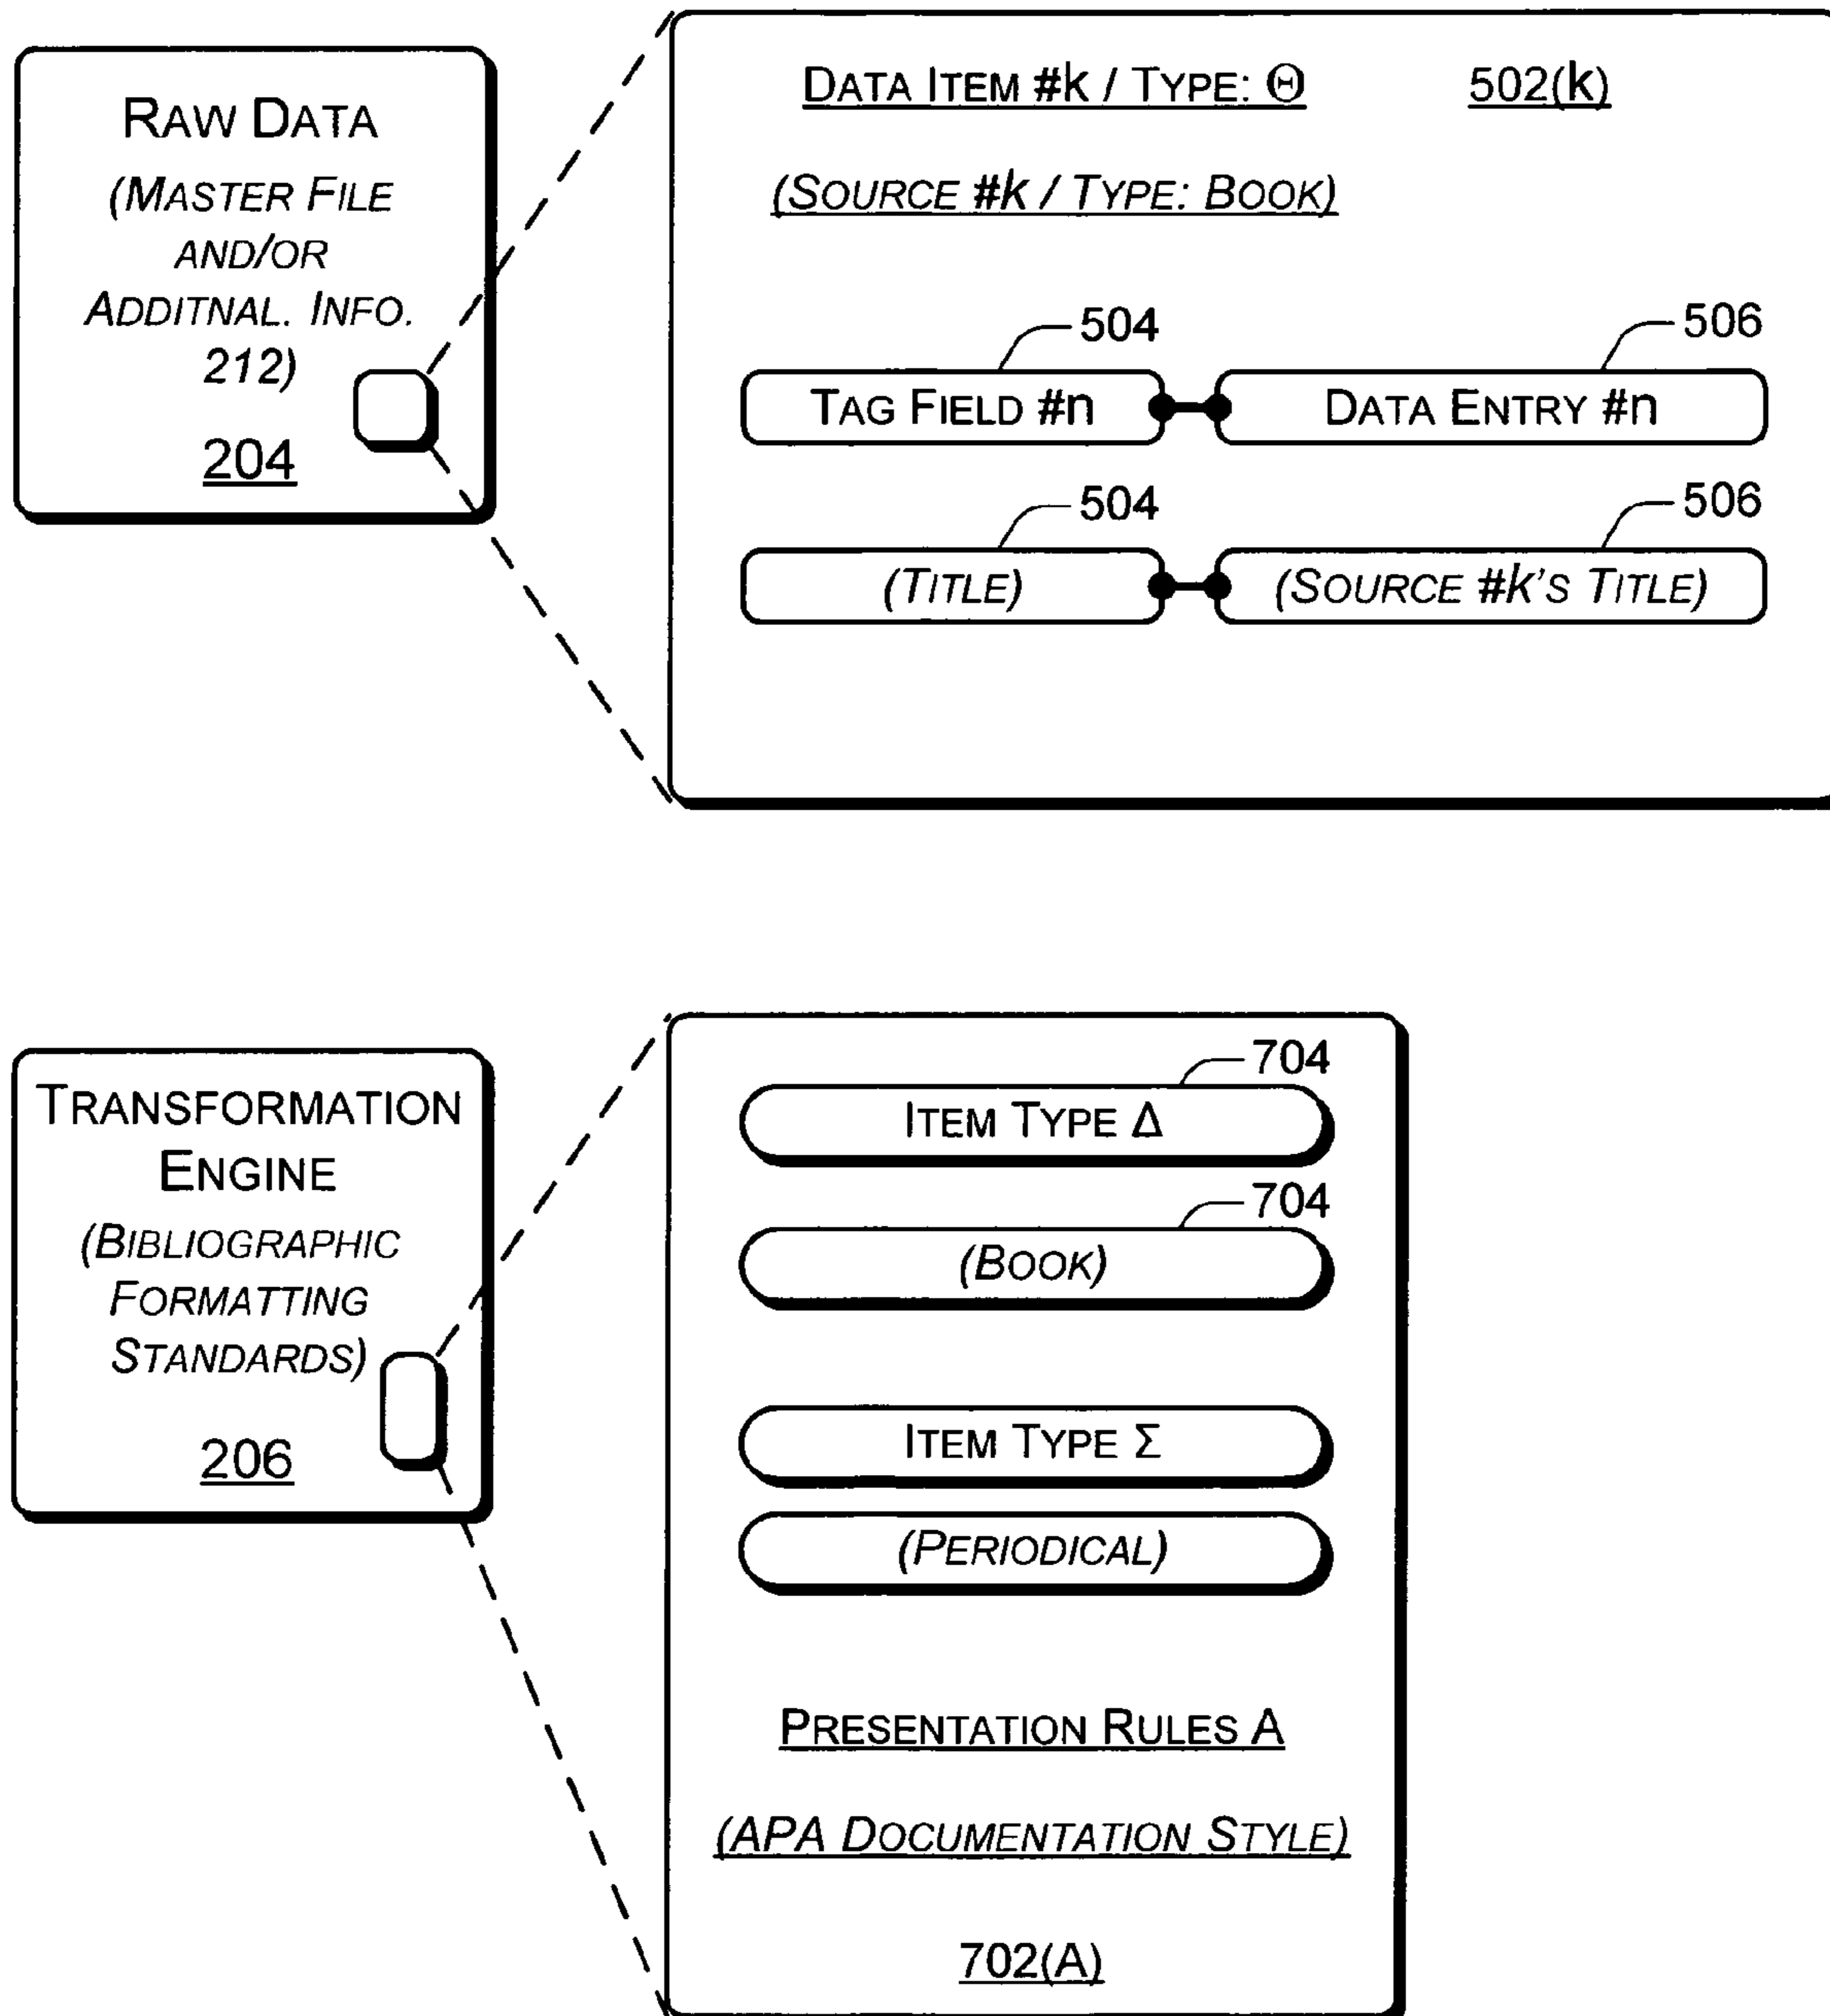 RAW DATA
(MASTER FILE
AND/OR
ADDITNAL. INFO.
212)
204
DATA ITEM #k / TYPE: Θ 502(k)
(SOURCE #k / TYPE: BOOK)
504 506
TAG FIELD #n DATA ENTRY #n
504 506
(TITLE) (SOURCE #k'S TITLE)
TRANSFORMATION
ENGINE
(BIBLIOGRAPHIC
FORMATTING
STANDARDS)
206
704
ITEM TYPE Δ
704
(BOOK)
ITEM TYPE Σ
(PERIODICAL)
PRESENTATION RULES A
(APA DOCUMENTATION STYLE)
702(A)